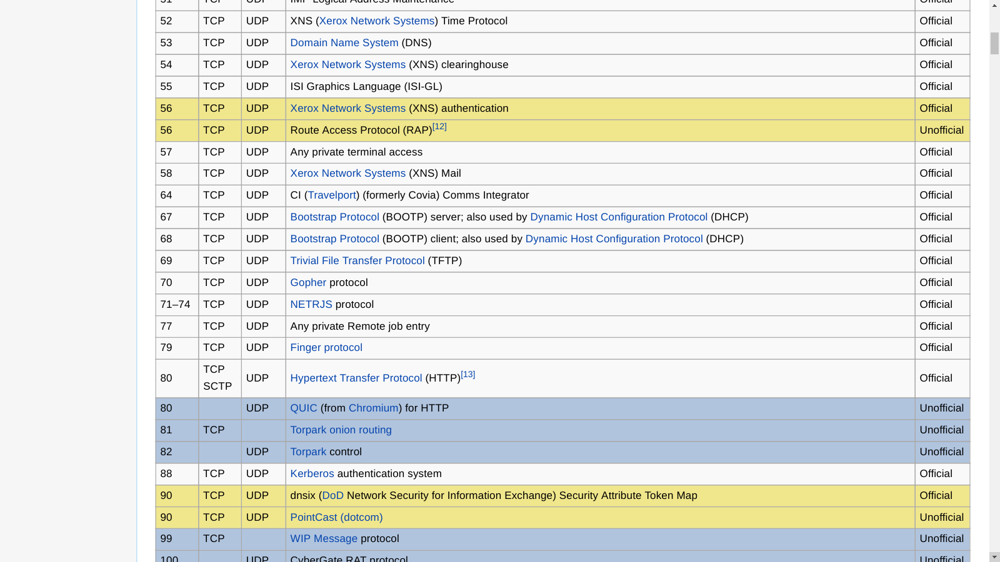 51 TCP UDP IMP Logical Address Maintenance Official
52 TCP UDP XNS (Xerox Network Systems) Time Protocol Official
53 TCP UDP Domain Name System (DNS) Official
54 TCP UDP Xerox Network Systems (XNS) clearinghouse Official
55 TCP UDP ISI Graphics Language (ISI-GL) Official
56 TCP UDP Xerox Network Systems (XNS) authentication Official
56 TCP UDP Route Access Protocol (RAP)[12] Unofficial
57 TCP UDP Any private terminal access Official
58 TCP UDP Xerox Network Systems (XNS) Mail Official
64 TCP UDP CI (Travelport) (formerly Covia) Comms Integrator Official
67 TCP UDP Bootstrap Protocol (BOOTP) server; also used by Dynamic Host Configuration Protocol (DHCP) Official
68 TCP UDP Bootstrap Protocol (BOOTP) client; also used by Dynamic Host Configuration Protocol (DHCP) Official
69 TCP UDP Trivial File Transfer Protocol (TFTP) Official
70 TCP UDP Gopher protocol Official
71–74 TCP UDP NETRJS protocol Official
77 TCP UDP Any private Remote job entry Official
79 TCP UDP Finger protocol Official
80 TCP UDP Hypertext Transfer Protocol (HTTP)[13] Official
SCTP
80 UDP QUIC (from Chromium) for HTTP Unofficial
81 TCP Torpark onion routing Unofficial
82 UDP Torpark control Unofficial
88 TCP UDP Kerberos authentication system Official
90 TCP UDP dnsix (DoD Network Security for Information Exchange) Security Attribute Token Map Official
90 TCP UDP PointCast (dotcom) Unofficial
99 TCP WIP Message protocol Unofficial
100 UDP CyberGate RAT protocol Unofficial